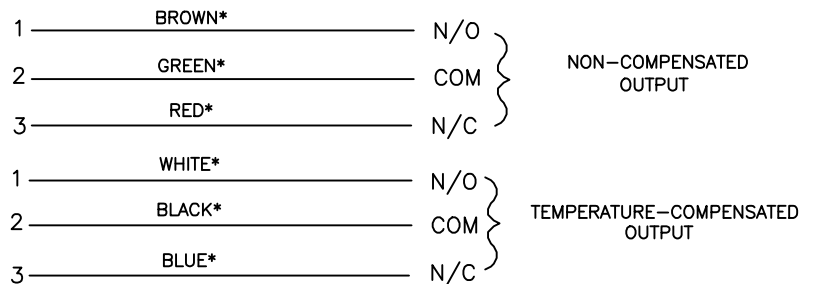 1 BROWN* N/O
2 GREEN* COM
3 RED* N/C
NON-COMPENSATED
OUTPUT
1 WHITE* N/O
2 BLACK* COM
3 BLUE* N/C
TEMPERATURE-COMPENSATED
OUTPUT